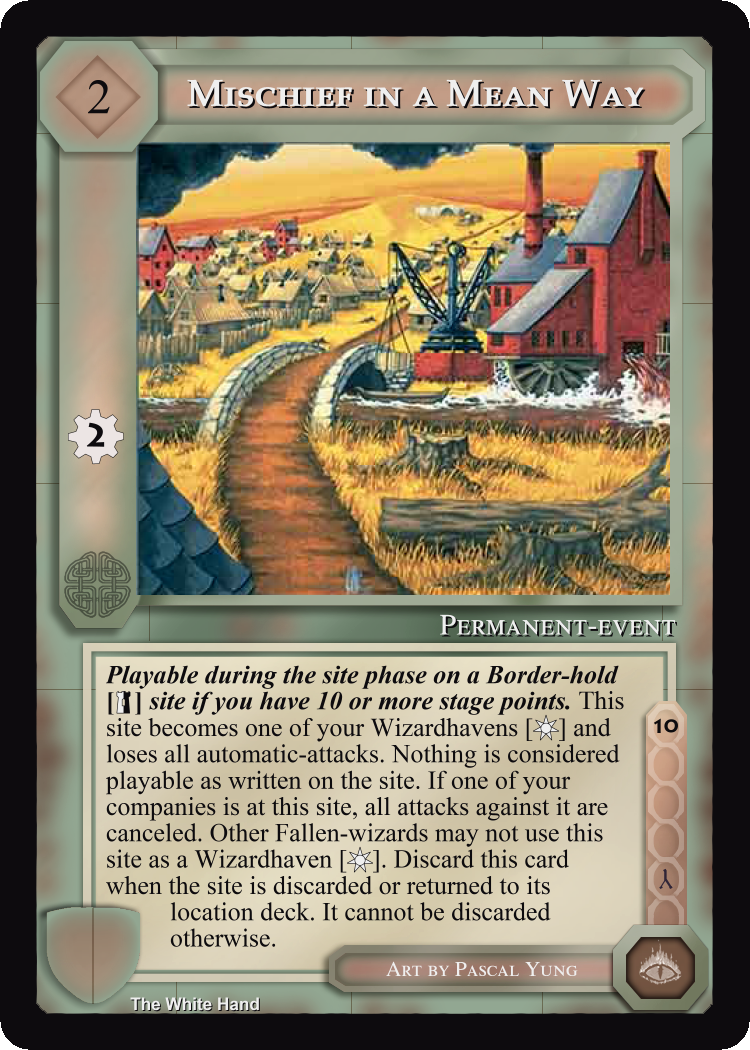 2
Mischief in a Mean Way
2
Permanent-event
Playable during the site phase on a Border-hold
[] site if you have 10 or more stage points. This
site becomes one of your Wizardhavens [] and
loses all automatic-attacks. Nothing is considered
playable as written on the site. If one of your
companies is at this site, all attacks against it are
canceled. Other Fallen-wizards may not use this
site as a Wizardhaven []. Discard this card
when the site is discarded or returned to its
location deck. It cannot be discarded
otherwise.
10
Art by Pascal Yung
The White Hand